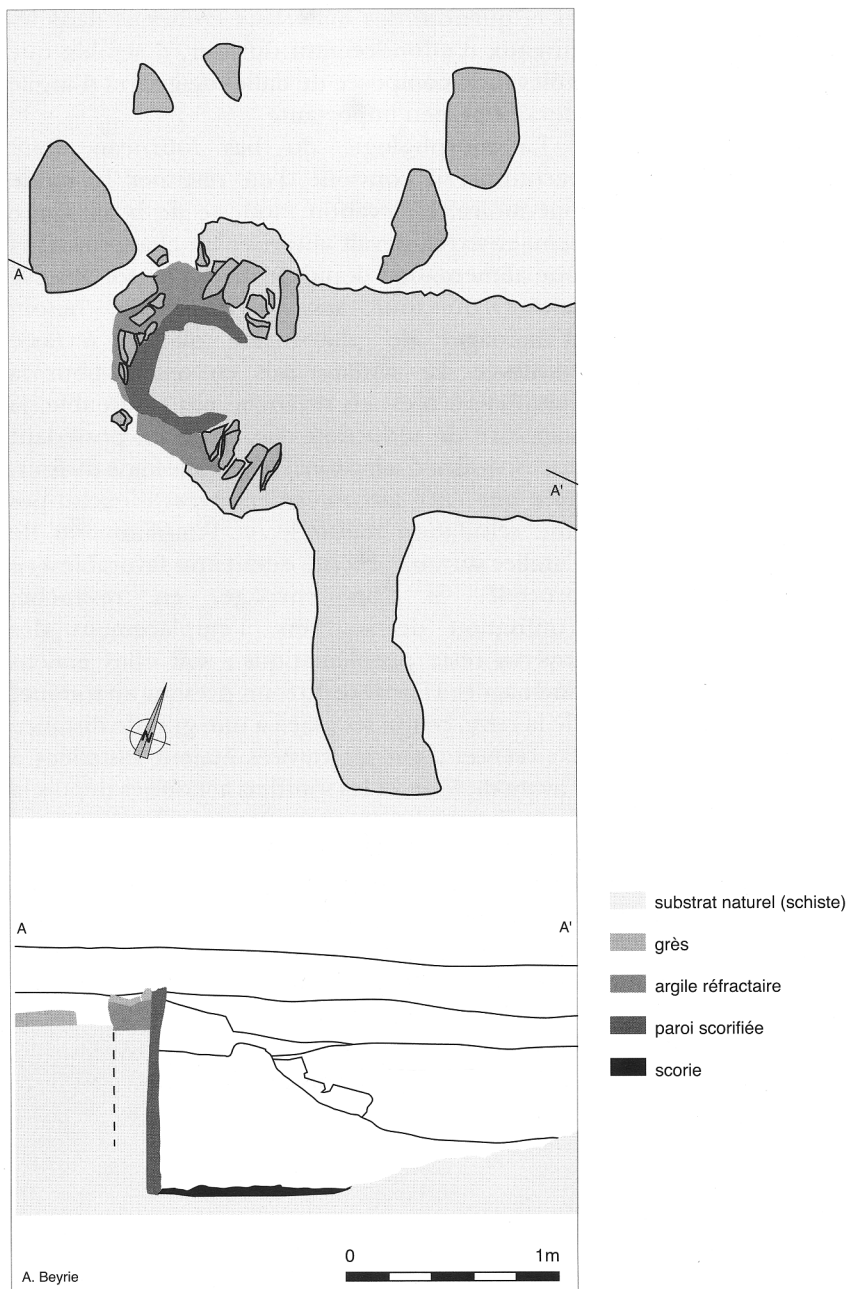 A
A'
N
A
A'
substrat naturel (schiste)
grès
argile réfractaire
paroi scorifiée
scorie
0 1m
A. Beyrie